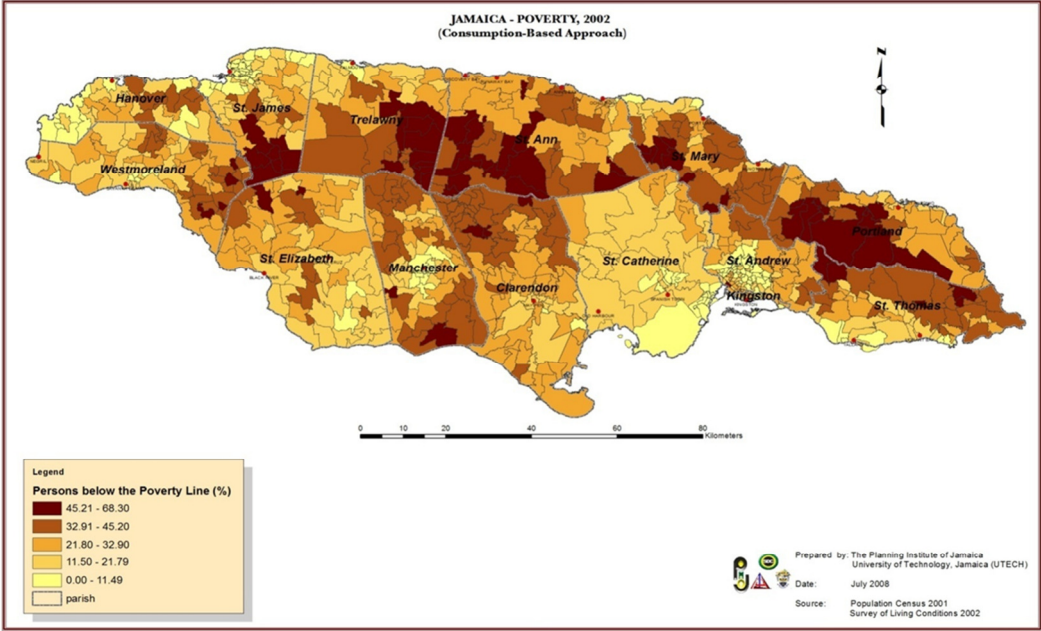 JAMAICA - POVERTY, 2002
(Consumption-Based Approach)
N
Hanover
St. James
Trelawny
St. Ann
St. Mary
Westmoreland
Portland
St. Elizabeth
Manchester
St. Catherine
St. Andrew
Clarendon
Kingston
St. Thomas
BLACK RIVER
0 10 20 40 60 80
Kilometers
Legend
Persons below the Poverty Line (%)
45.21 - 68.30
32.91 - 45.20
21.80 - 32.90
11.50 - 21.79
0.00 - 11.49
parish
Prepared by: The Planning Institute of Jamaica
University of Technology, Jamaica (UTECH)
Date: July 2008
Source: Population Census 2001
Survey of Living Conditions 2002